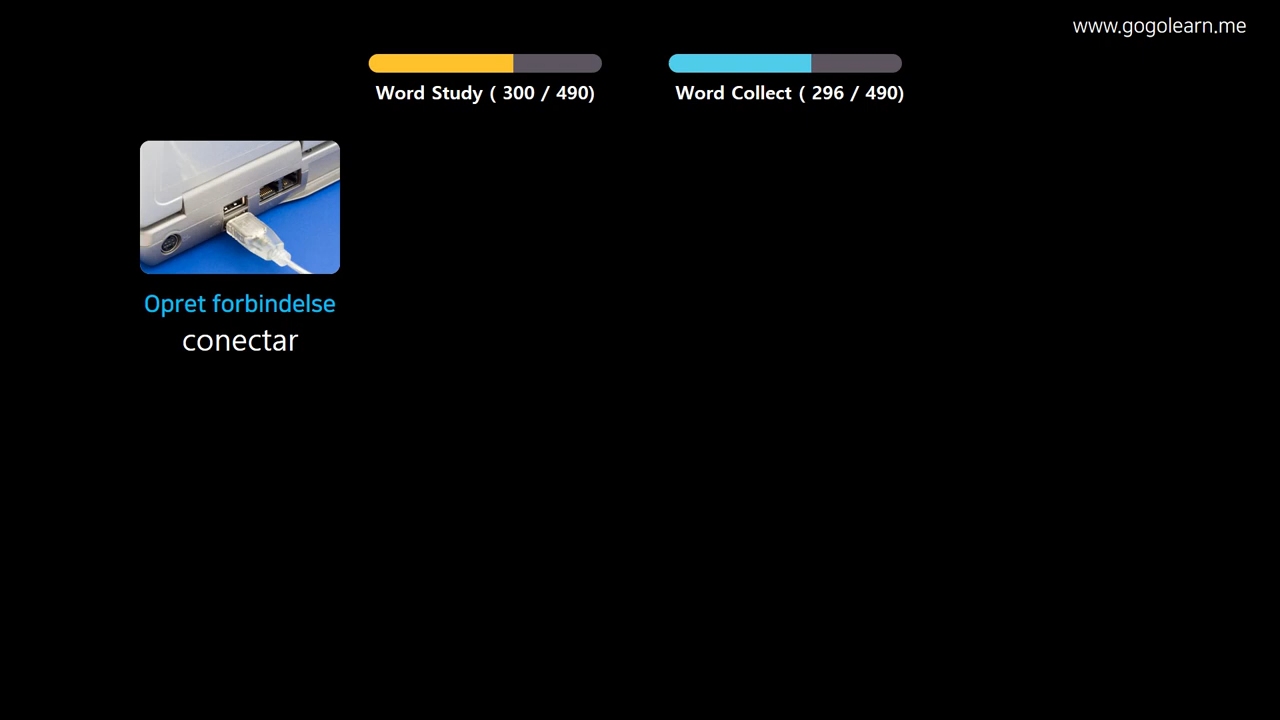 www.gogolearn.me
Word Study ( 300 / 490)
Word Collect ( 296 / 490)
Opret forbindelse
conectar